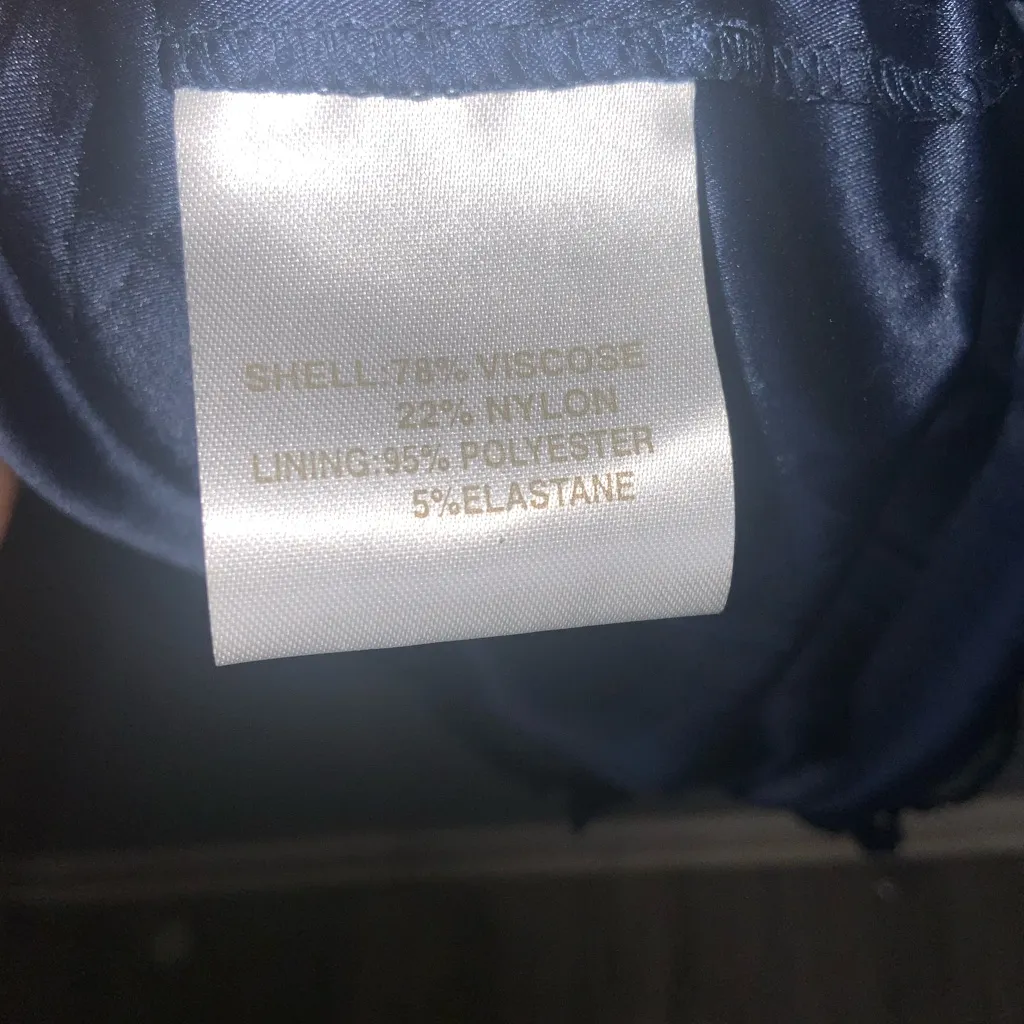 SHELL:78% VISCOSE
22% NYLON
LINING:95% POLYESTER
5%ELASTANE